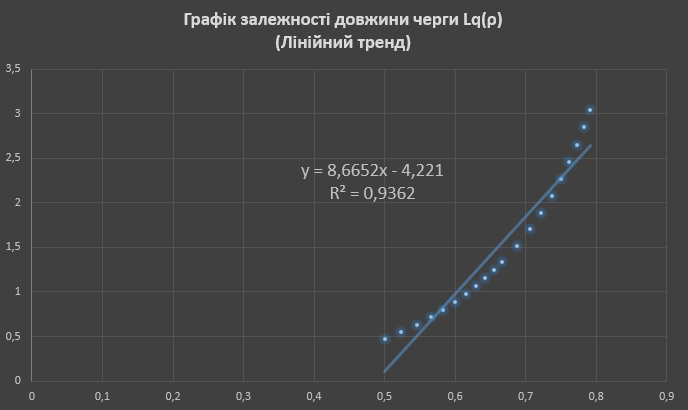 Графік залежності довжини черги Lq(ρ)
(Лінійний тренд)
3,5
3
2,5
2
1,5
1
0,5
0
y = 8,6652x - 4,221
R² = 0,9362
0 0,1 0,2 0,3 0,4 0,5 0,6 0,7 0,8 0,9